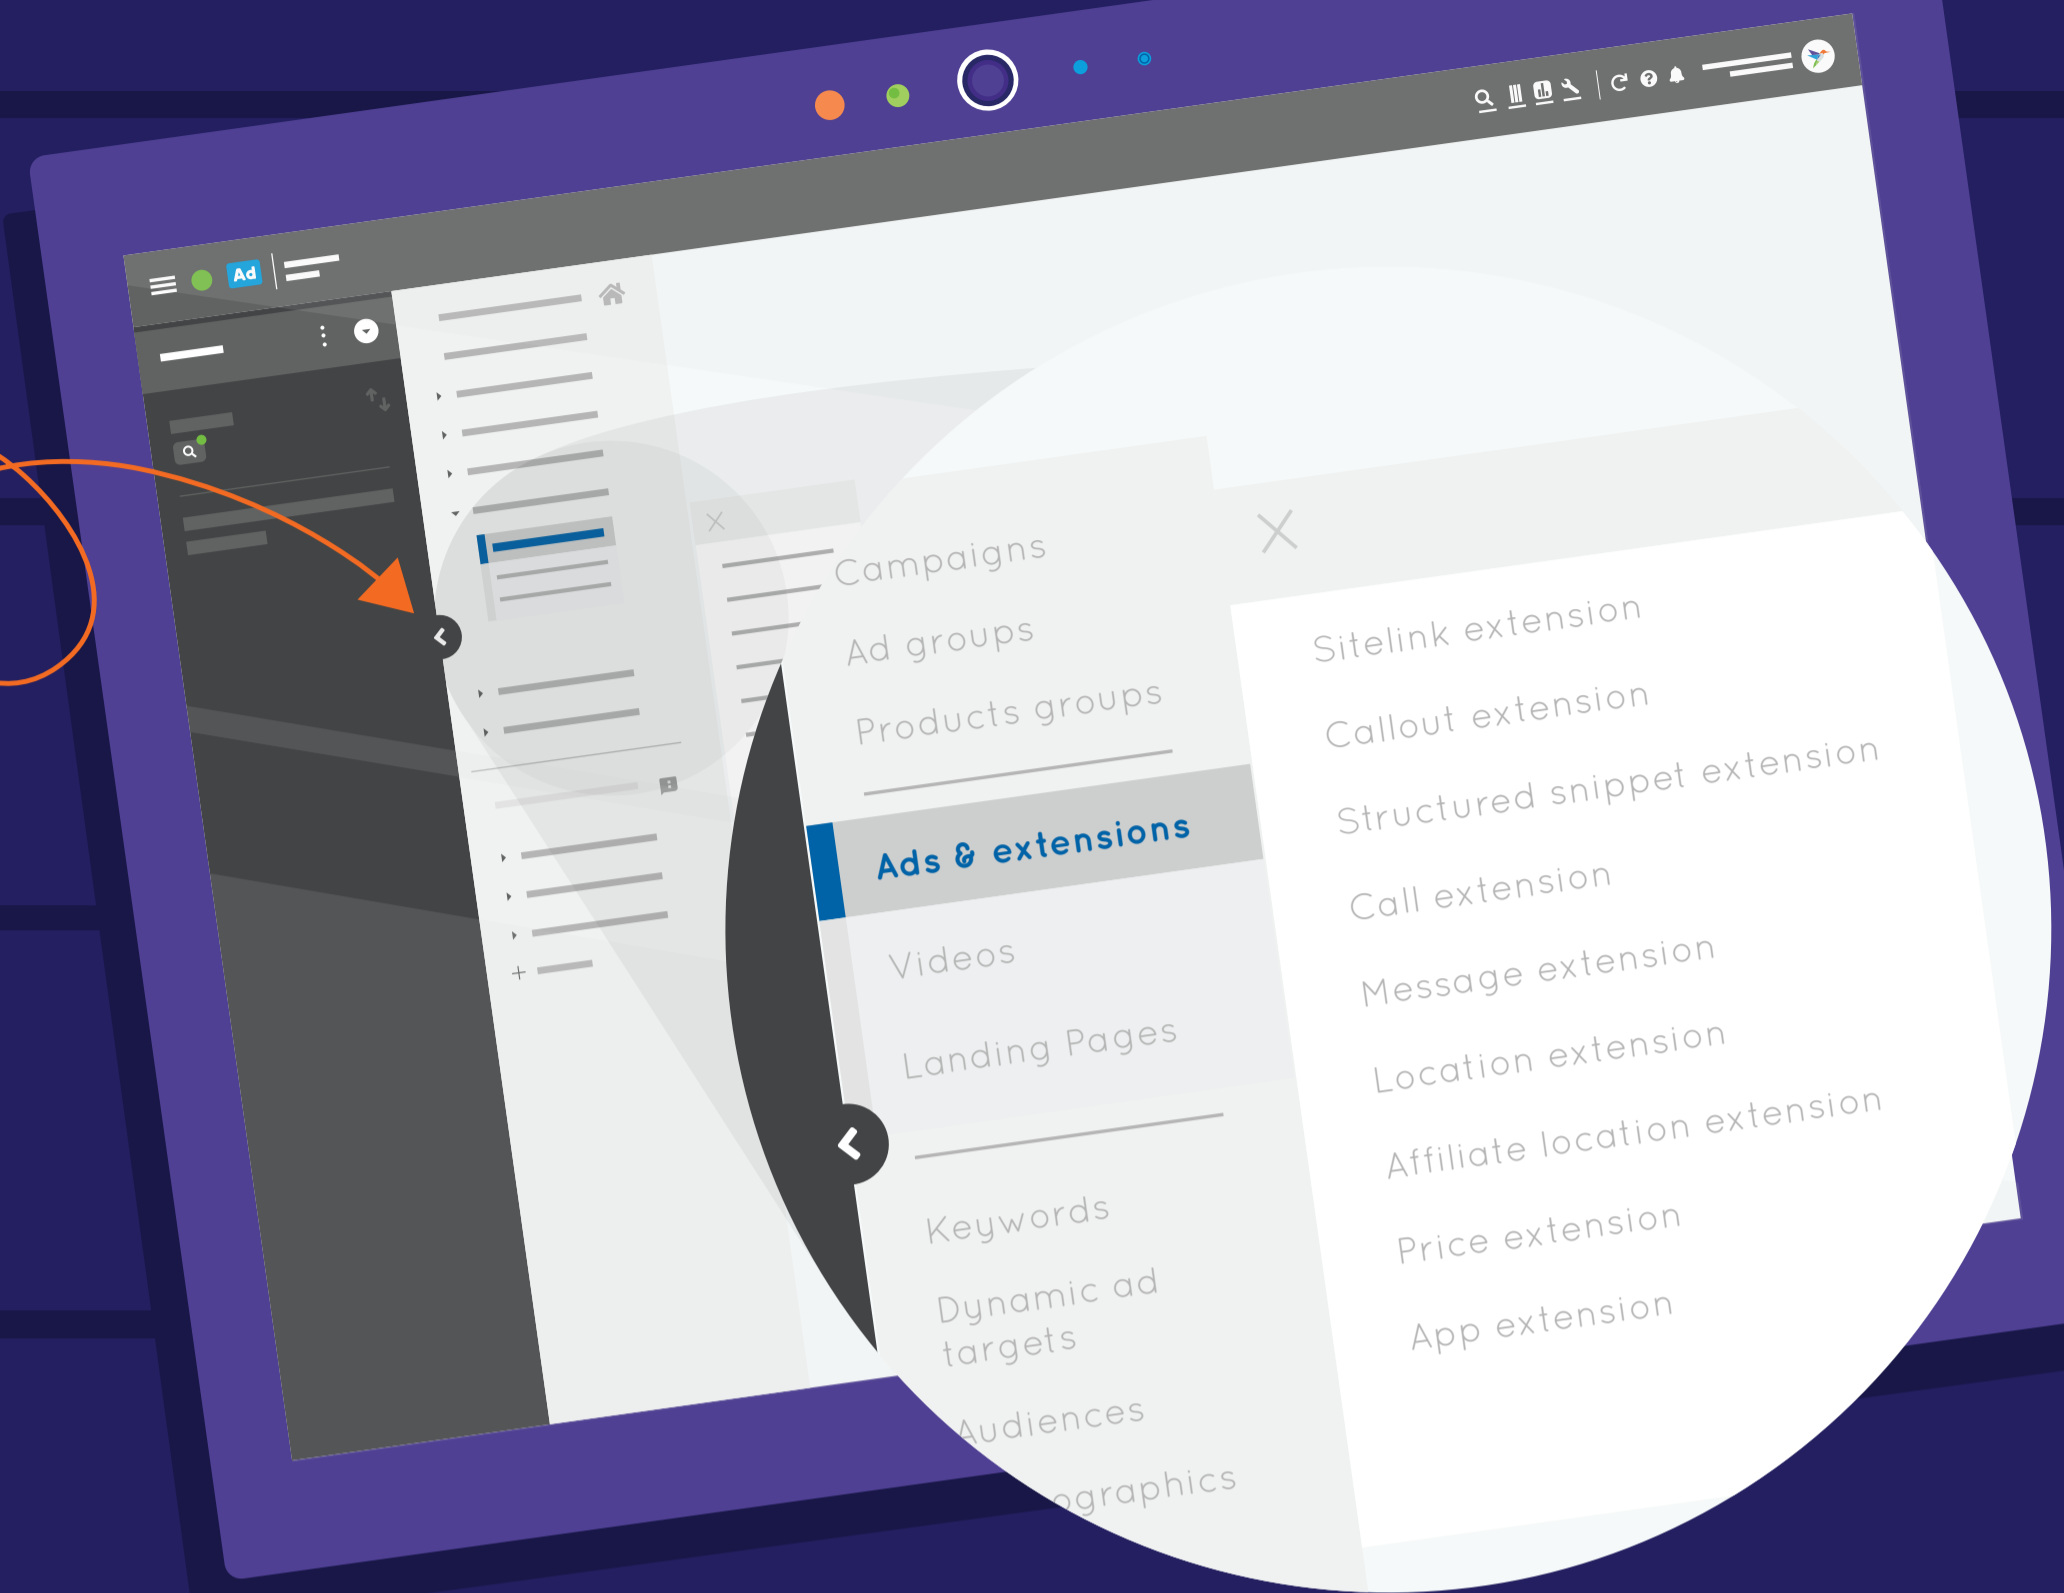 Ad
Campaigns
Ad groups
Products groups
Ads & extensions
Videos
Landing Pages
Keywords
Dynamic ad
targets
Audiences
ographics
Sitelink extension
Callout extension
Structured snippet extension
Call extension
Message extension
Location extension
Affiliate location extension
Price extension
App extension